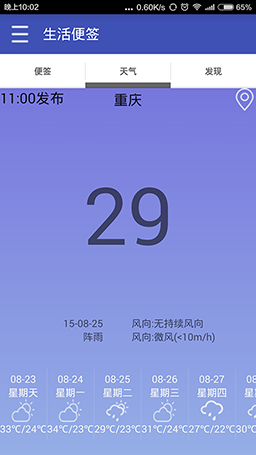 晚上10:02 ... 0.60K/s 65%
生活便签
便签 天气 发现
11:00发布 重庆
29
15-08-25 风向:无持续风向
阵雨 风向:微风(<10m/h)
08-23 08-24 08-25 08-26 08-27 08-
星期天 星期一 星期二 星期三 星期四 星
33℃/24℃ 34℃/23℃ 29℃/23℃ 31℃/24℃ 27℃/22℃ 30℃